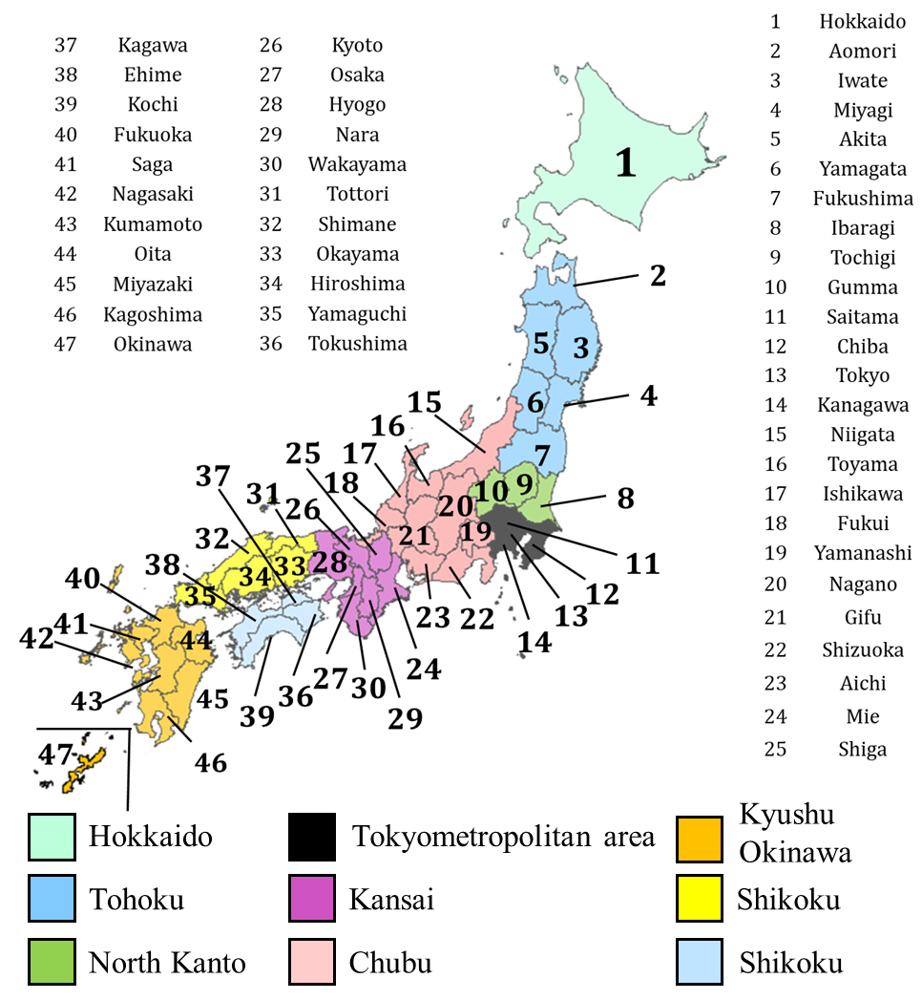 37 Kagawa
38 Ehime
39 Kochi
40 Fukuoka
41 Saga
42 Nagasaki
43 Kumamoto
44 Oita
45 Miyazaki
46 Kagoshima
47 Okinawa
26 Kyoto
27 Osaka
28 Hyogo
29 Nara
30 Wakayama
31 Tottori
32 Shimane
33 Okayama
34 Hiroshima
35 Yamaguchi
36 Tokushima
1 Hokkaido
2 Aomori
3 Iwate
4 Miyagi
5 Akita
6 Yamagata
7 Fukushima
8 Ibaragi
9 Tochigi
10 Gumma
11 Saitama
12 Chiba
13 Tokyo
14 Kanagawa
15 Niigata
16 Toyama
17 Ishikawa
18 Fukui
19 Yamanashi
20 Nagano
21 Gifu
22 Shizuoka
23 Aichi
24 Mie
25 Shiga
1
2
5
3
4
6
15
16
7
25
17
37
18
10
9
8
31
26
20
32
21
19
28
33
38
34
11
40
35
12
41
23
22
13
42
44
14
24
27
36
30
43
45
39
29
47
46
Hokkaido
Tohoku
North Kanto
Tokyometropolitan area
Kansai
Chubu
Kyushu
Okinawa
Shikoku
Shikoku